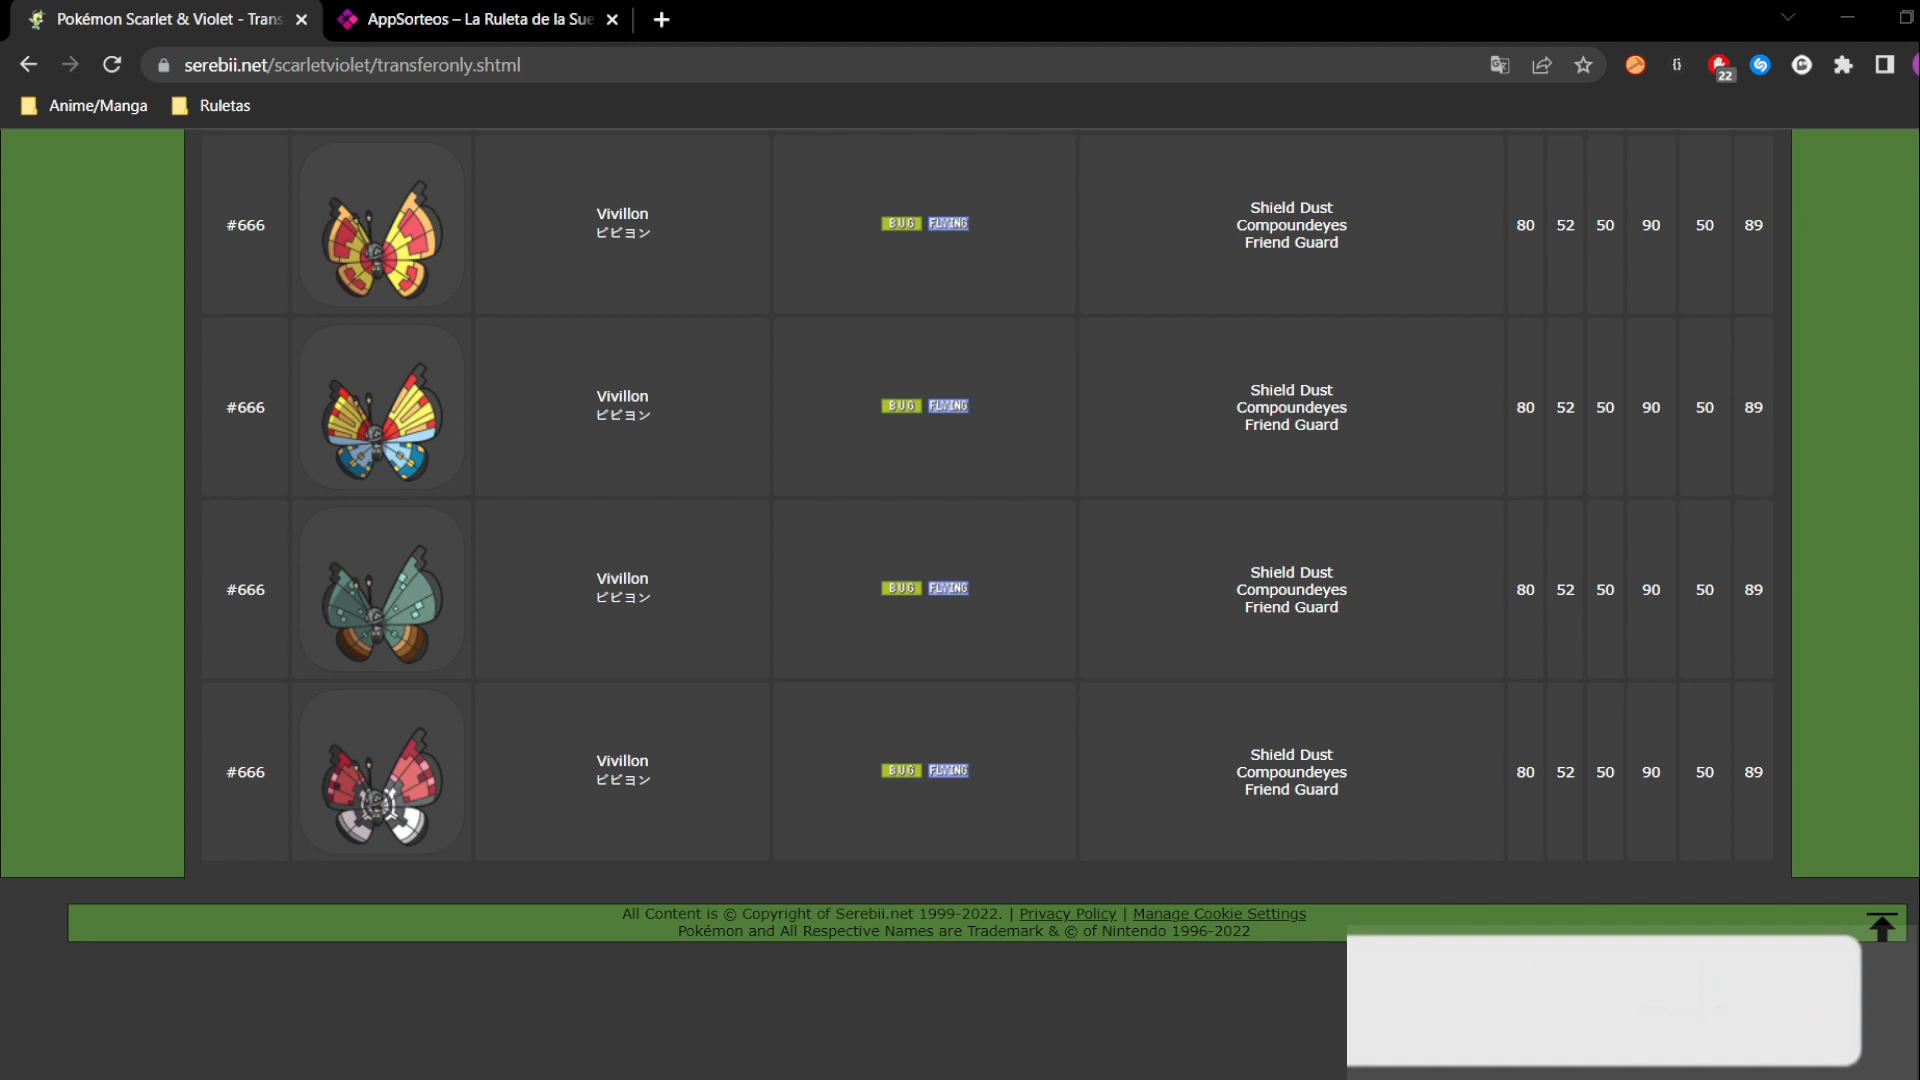 Pokémon Scarlet & Violet - Trans
AppSorteos – La Ruleta de la Sue
serebii.net/scarletviolet/transferonly.shtml
22
Anime/Manga
Ruletas
#666
Vivillon
ビビヨン
BUG FLYING
Shield Dust
Compoundeyes
Friend Guard
80 52 50 90 50 89
#666
Vivillon
ビビヨン
BUG FLYING
Shield Dust
Compoundeyes
Friend Guard
80 52 50 90 50 89
#666
Vivillon
ビビヨン
BUG FLYING
Shield Dust
Compoundeyes
Friend Guard
80 52 50 90 50 89
#666
Vivillon
ビビヨン
BUG FLYING
Shield Dust
Compoundeyes
Friend Guard
80 52 50 90 50 89
All Content is © Copyright of Serebii.net 1999-2022. | Privacy Policy | Manage Cookie Settings
Pokémon and All Respective Names are Trademark & © of Nintendo 1996-2022